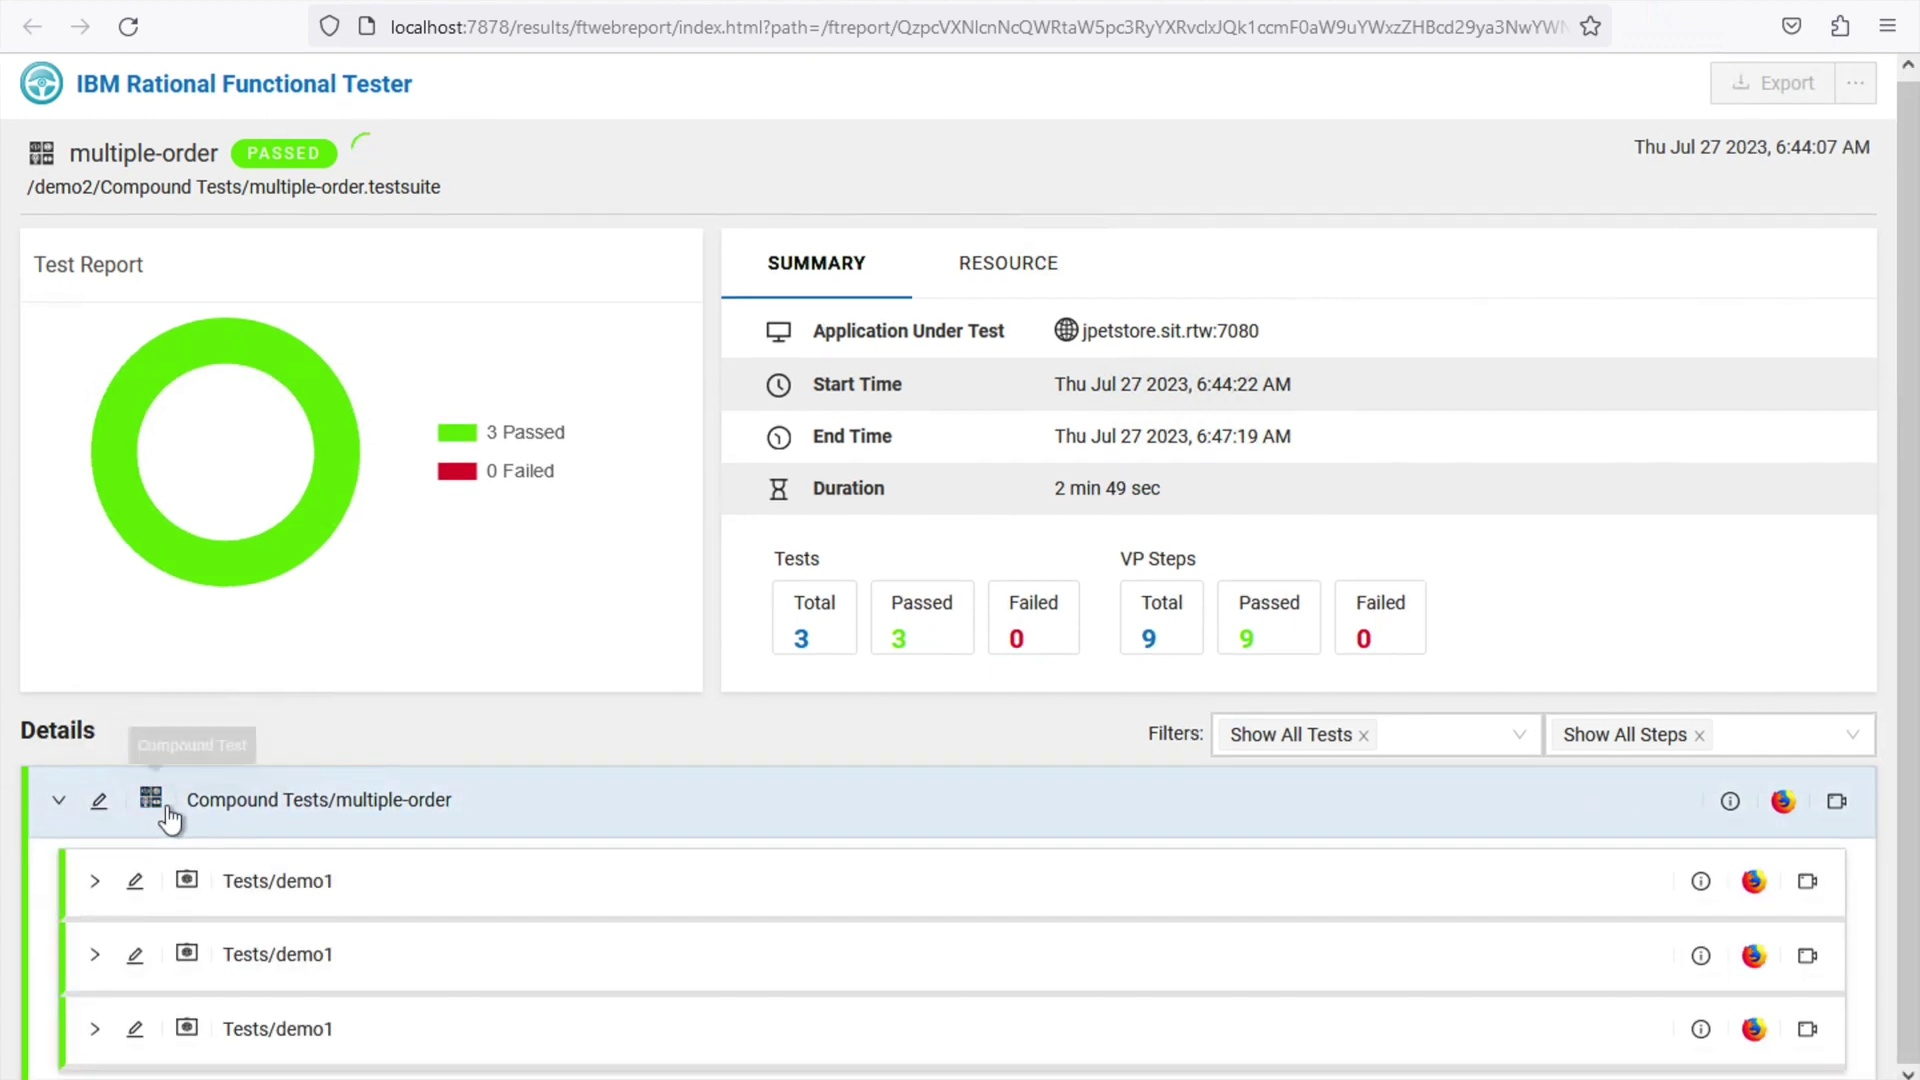 localhost:7878/results/ftwebreport/index.html?path=/ftreport/
IBM Rational Functional Tester
Export
multiple-order PASSED
Thu Jul 27 2023, 6:44:07 AM
/demo2/Compound Tests/multiple-order.testsuite
Test Report
3 Passed
0 Failed
SUMMARY RESOURCE
Application Under Test jpetstore.sit.rtw:7080
Start Time Thu Jul 27 2023, 6:44:22 AM
End Time Thu Jul 27 2023, 6:47:19 AM
Duration 2 min 49 sec
Tests VP Steps
Total Passed Failed Total Passed Failed
3 3 0 9 9 0
Details
Compound Test
Filters: Show All Tests × Show All Steps ×
Compound Tests/multiple-order
Tests/demo1
Tests/demo1
Tests/demo1